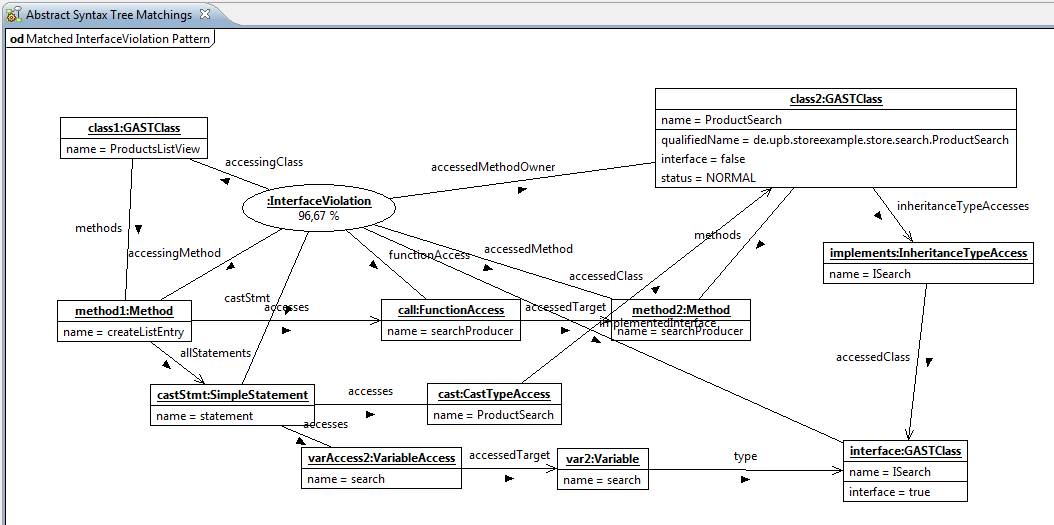 Abstract Syntax Tree Matchings
od Matched InterfaceViolation Pattern
class1:GASTClass
name = ProductsListView
class2:GASTClass
name = ProductSearch
qualifiedName = de.upb.storeexample.store.search.ProductSearch
interface = false
status = NORMAL
accessingClass
accessedMethodOwner
:InterfaceViolation
96,67 %
inheritanceTypeAccesses
methods
methods
accessingMethod
functionAccess
accessedMethod
implements:InheritanceTypeAccess
name = ISearch
accessedClass
castStmt
accesses
accessedTarget
method1:Method
name = createListEntry
call:FunctionAccess
name = searchProducer
method2:Method
name = searchProducer
implementedInterface
allStatements
accessedClass
castStmt:SimpleStatement
name = statement
accesses
cast:CastTypeAccess
name = ProductSearch
accesses
varAccess2:VariableAccess
name = search
accessedTarget
var2:Variable
name = search
type
interface:GASTClass
name = ISearch
interface = true